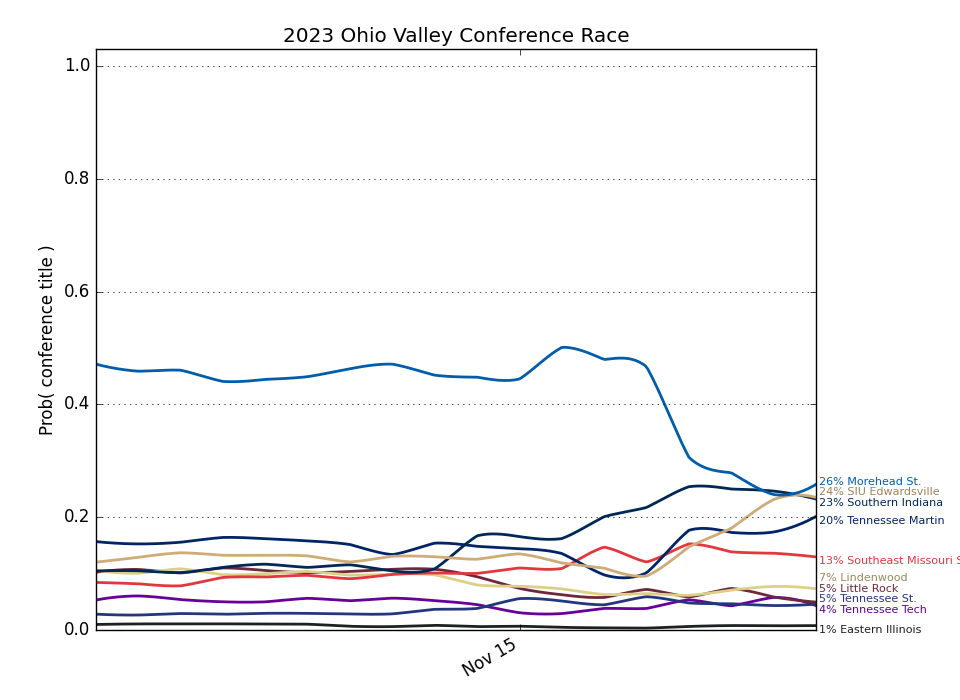 2023 Ohio Valley Conference Race
Prob( conference title )
1.0
0.8
0.6
0.4
0.2
0.0
Nov 15
26% Morehead St.
24% SIU Edwardsville
23% Southern Indiana
20% Tennessee Martin
13% Southeast Missouri S
7% Lindenwood
5% Little Rock
5% Tennessee St.
4% Tennessee Tech
1% Eastern Illinois